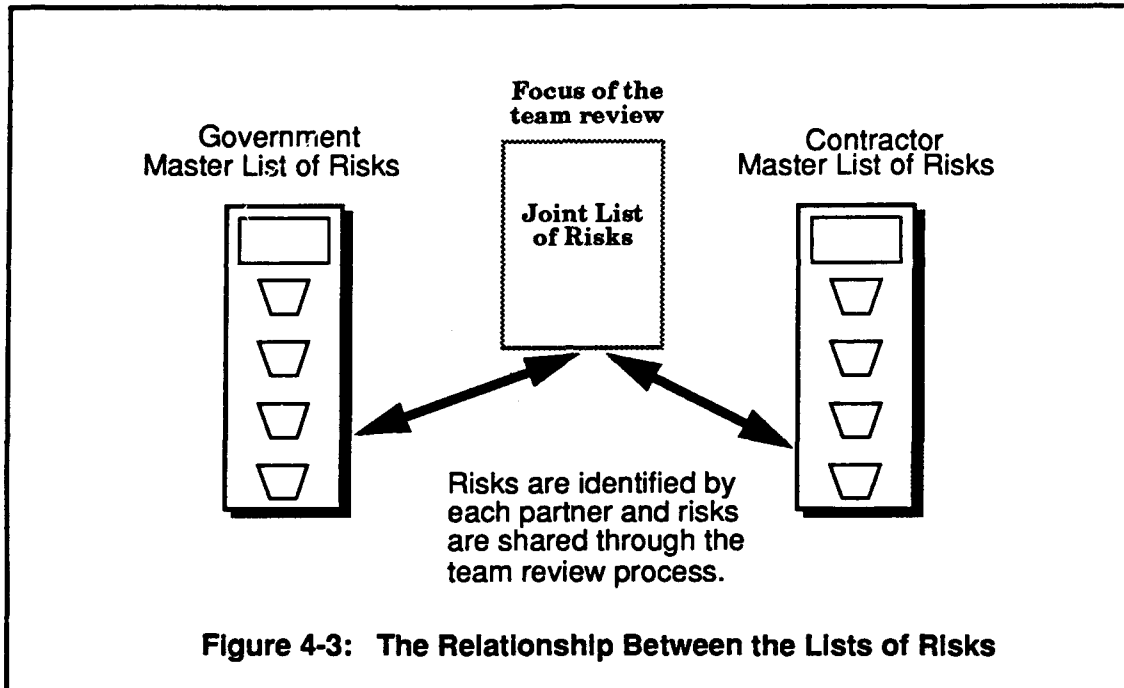 Focus of the
team review
Government
Master List of Risks
Contractor
Master List of Risks
Joint List
of Risks
Risks are identified by
each partner and risks
are shared through the
team review process.
Figure 4-3: The Relationship Between the Lists of Risks